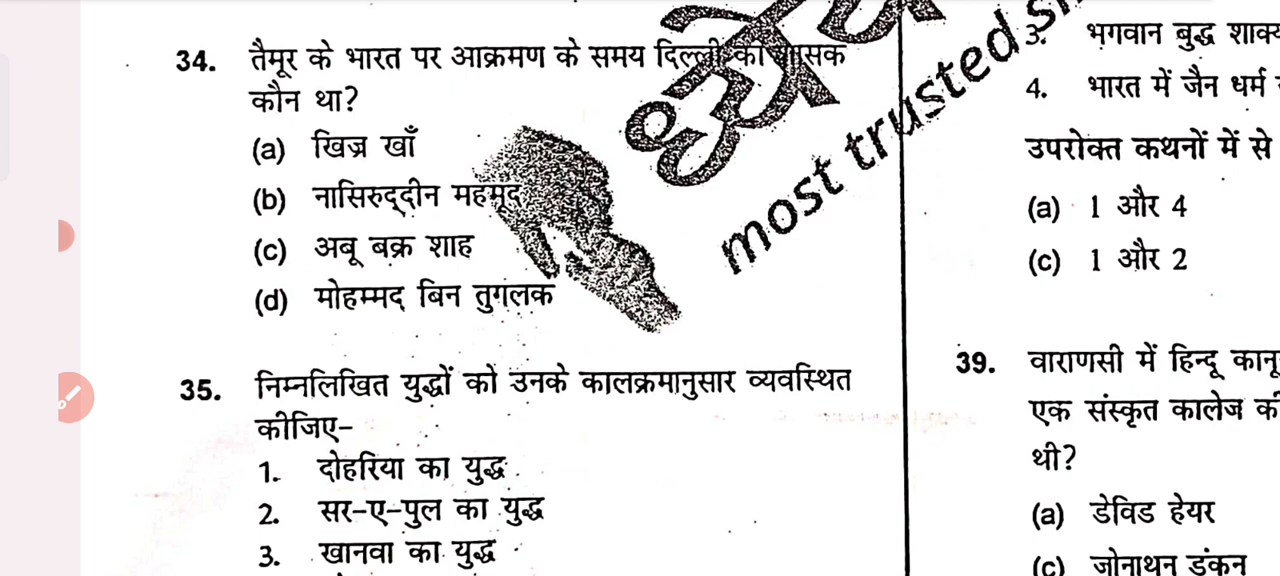 34. तैमूर के भारत पर आक्रमण के समय दिल्ली का शासक
कौन था?
(a) खिज्र खाँ
(b) नासिरुद्दीन महमूद
(c) अबू बक्र शाह
(d) मोहम्मद बिन तुगलक
35. निम्नलिखित युद्धों को उनके कालक्रमानुसार व्यवस्थित
कीजिए-
1. दोहरिया का युद्ध
2. सर-ए-पुल का युद्ध
3. खानवा का युद्ध
most trusted
3. भगवान बुद्ध
4. भारत में जैन धर्म
उपरोक्त कथनों में से
(a) 1 और 4
(c) 1 और 2
39. वाराणसी में हिन्दू
एक संस्कृत कालेज
थी?
(a) डेविड हेयर
(c) जोनाथन डंकन